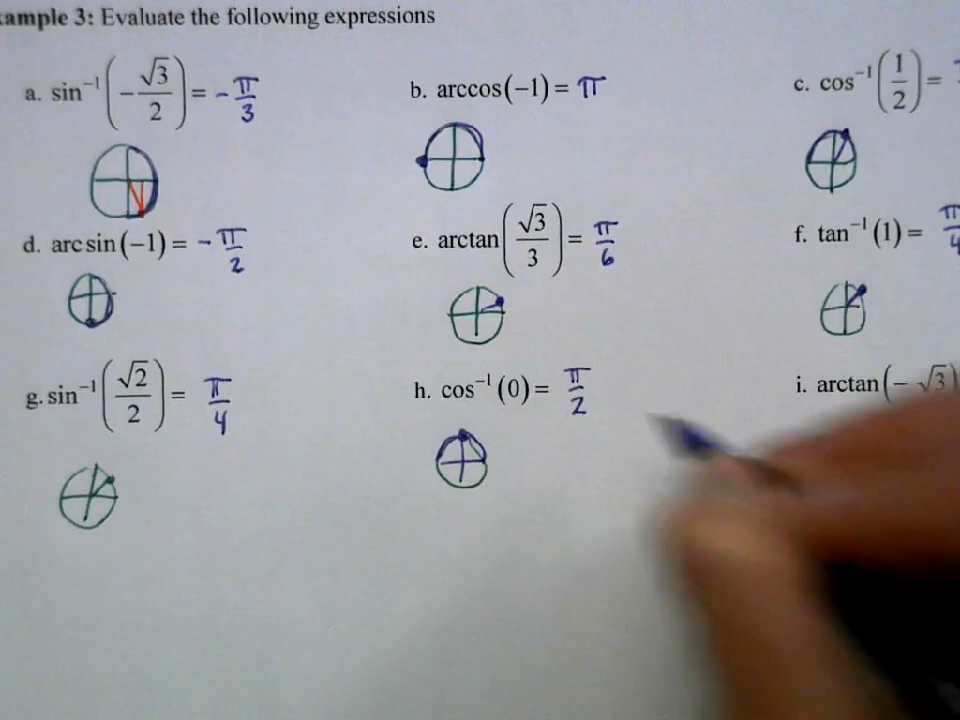 ample 3: Evaluate the following expressions
a. sin⁻¹(-√3/2) = -π/3
b. arccos(-1) = π
c. cos⁻¹(1/2) =
d. arcsin(-1) = -π/2
e. arctan(√3/3) = π/6
f. tan⁻¹(1) = π/4
g. sin⁻¹(√2/2) = π/4
h. cos⁻¹(0) = π/2
i. arctan(-√3)